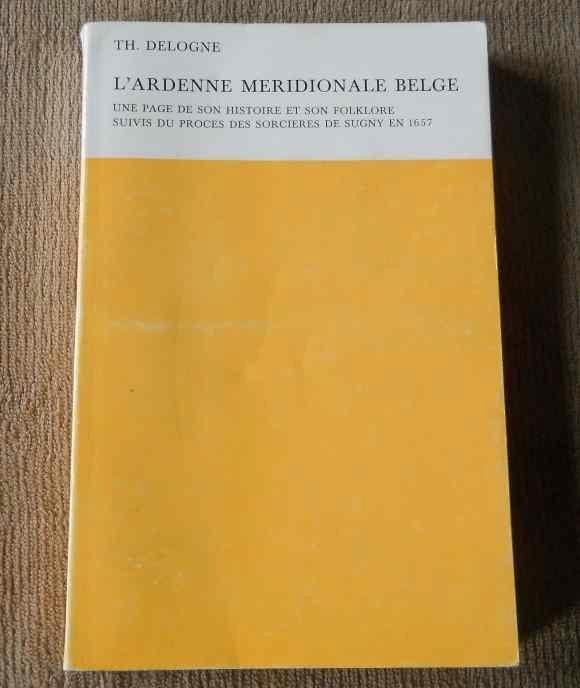 TH. DELOGNE
L'ARDENNE MERIDIONALE BELGE
UNE PAGE DE SON HISTOIRE ET SON FOLKLORE
SUIVIS DU PROCES DES SORCIERES DE SUGNY EN 1657